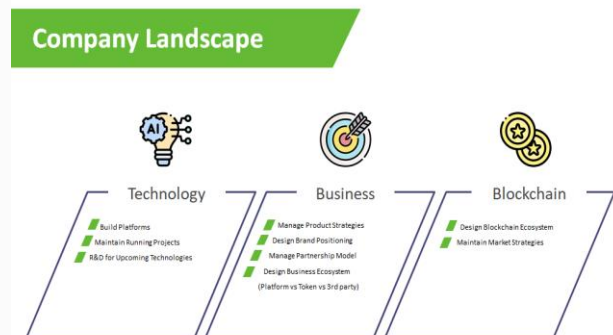 Company Landscape
AI
Technology
Build Platforms
Maintain Running Projects
R&D for Upcoming Technologies
Business
Manage Product Strategies
Design Brand Positioning
Manage Partnership Model
Design Business Ecosystem
(Platform vs Token vs 3rd party)
Blockchain
Design Blockchain Ecosystem
Maintain Market Strategies